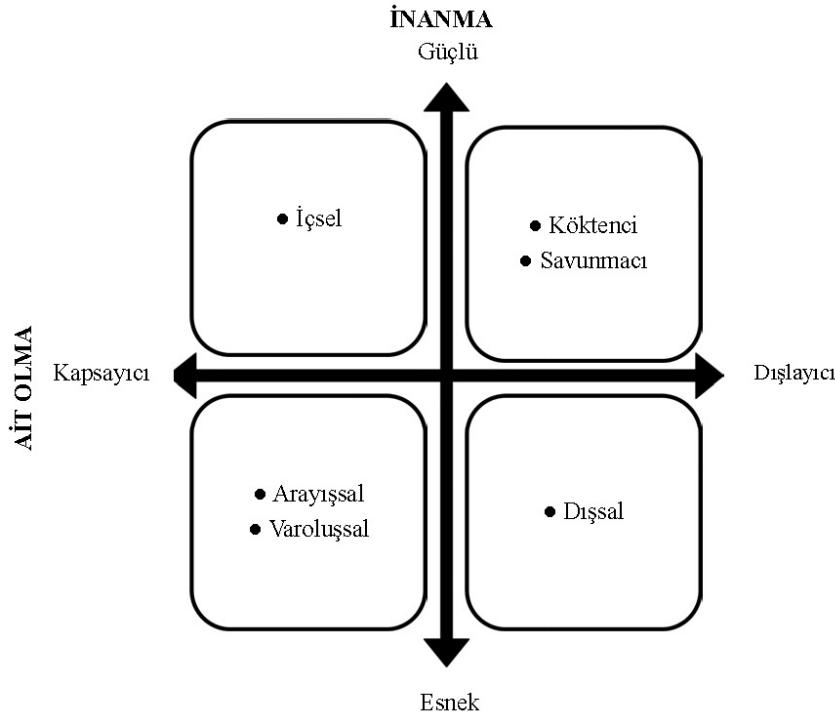 İNANMA
Güçlü
• İçsel
• Köktenci
• Savunmacı
AİT OLMA
Kapsayıcı
Dışlayıcı
• Arayışsal
• Varoluşsal
• Dışsal
Esnek